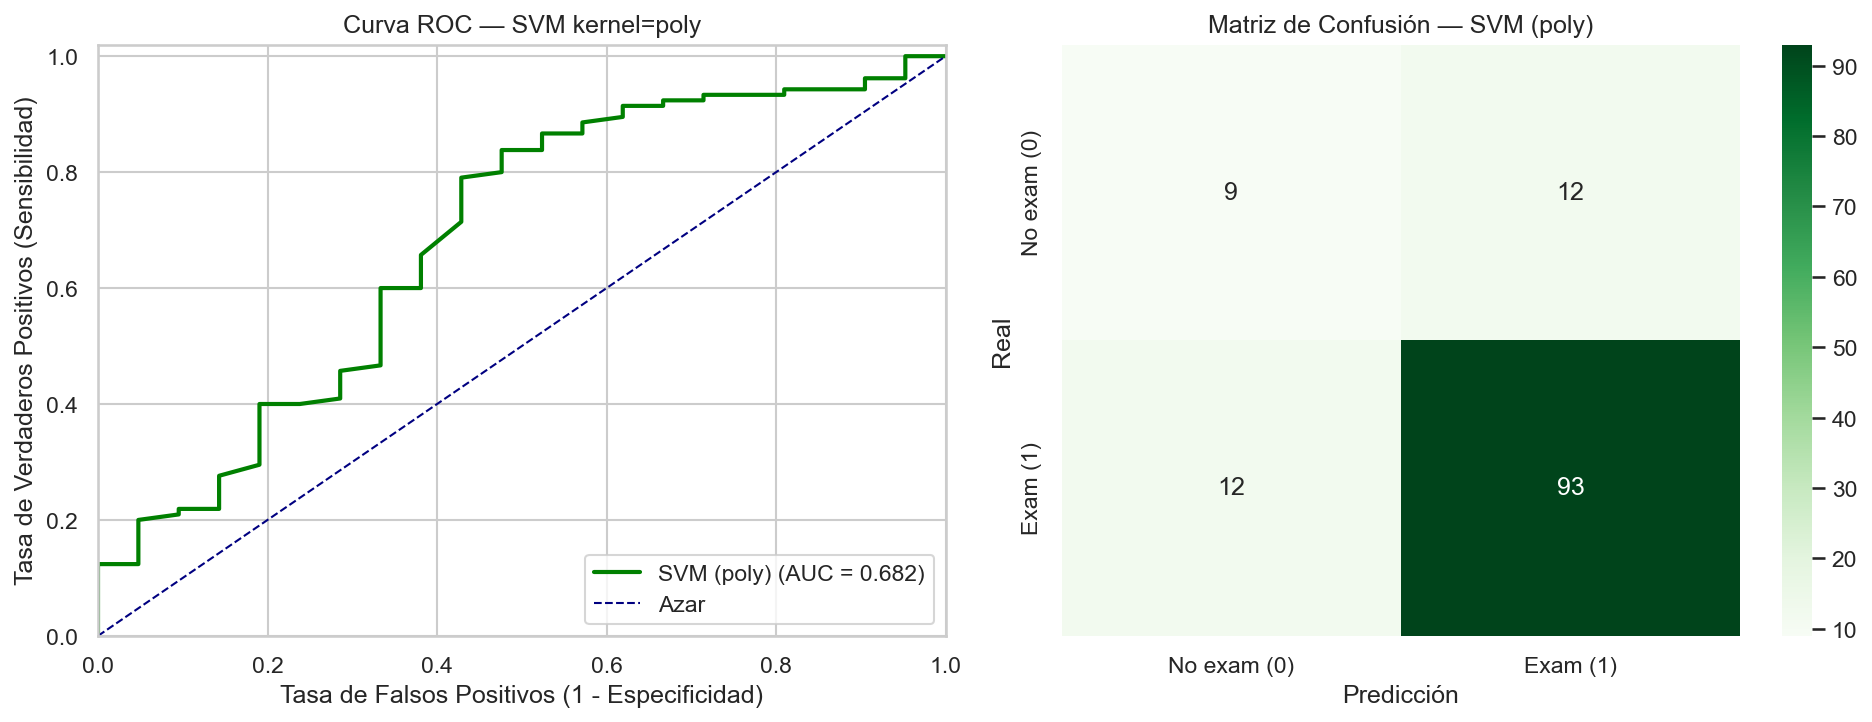 Curva ROC — SVM kernel=poly
Tasa de Verdaderos Positivos (Sensibilidad)
1.0
0.8
0.6
0.4
0.2
0.0
0.0 0.2 0.4 0.6 0.8 1.0
Tasa de Falsos Positivos (1 - Especificidad)
SVM (poly) (AUC = 0.682)
Azar
Matriz de Confusión — SVM (poly)
Real
No exam (0)
Exam (1)
9 12
12 93
No exam (0) Exam (1)
Predicción
90
80
70
60
50
40
30
20
10